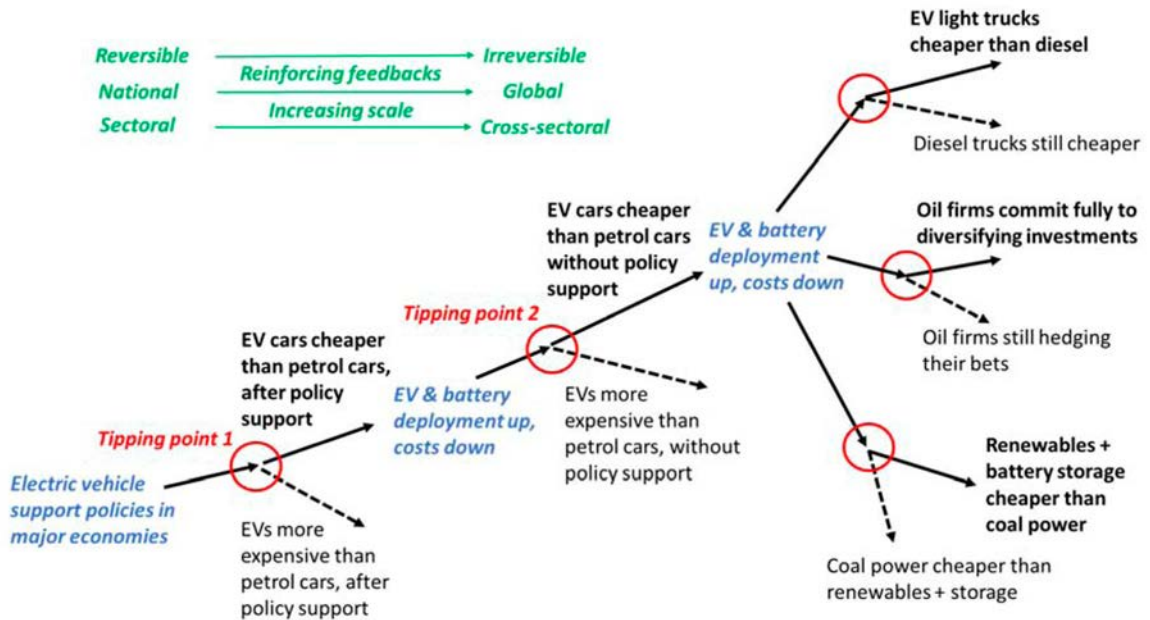 Reversible
Irreversible
Reinforcing feedbacks
National
Global
Increasing scale
Sectoral
Cross-sectoral
EV light trucks
cheaper than diesel
Diesel trucks still cheaper
Oil firms commit fully to
diversifying investments
Oil firms still hedging
their bets
EV cars cheaper
than petrol cars
without policy
support
EV & battery
deployment
up, costs down
Tipping point 2
EV cars cheaper
than petrol cars,
after policy
support
EV & battery
deployment up,
costs down
EVs more
expensive than
petrol cars, without
policy support
Tipping point 1
Electric vehicle
support policies in
major economies
EVs more
expensive than
petrol cars, after
policy support
Renewables +
battery storage
cheaper than
coal power
Coal power cheaper than
renewables + storage